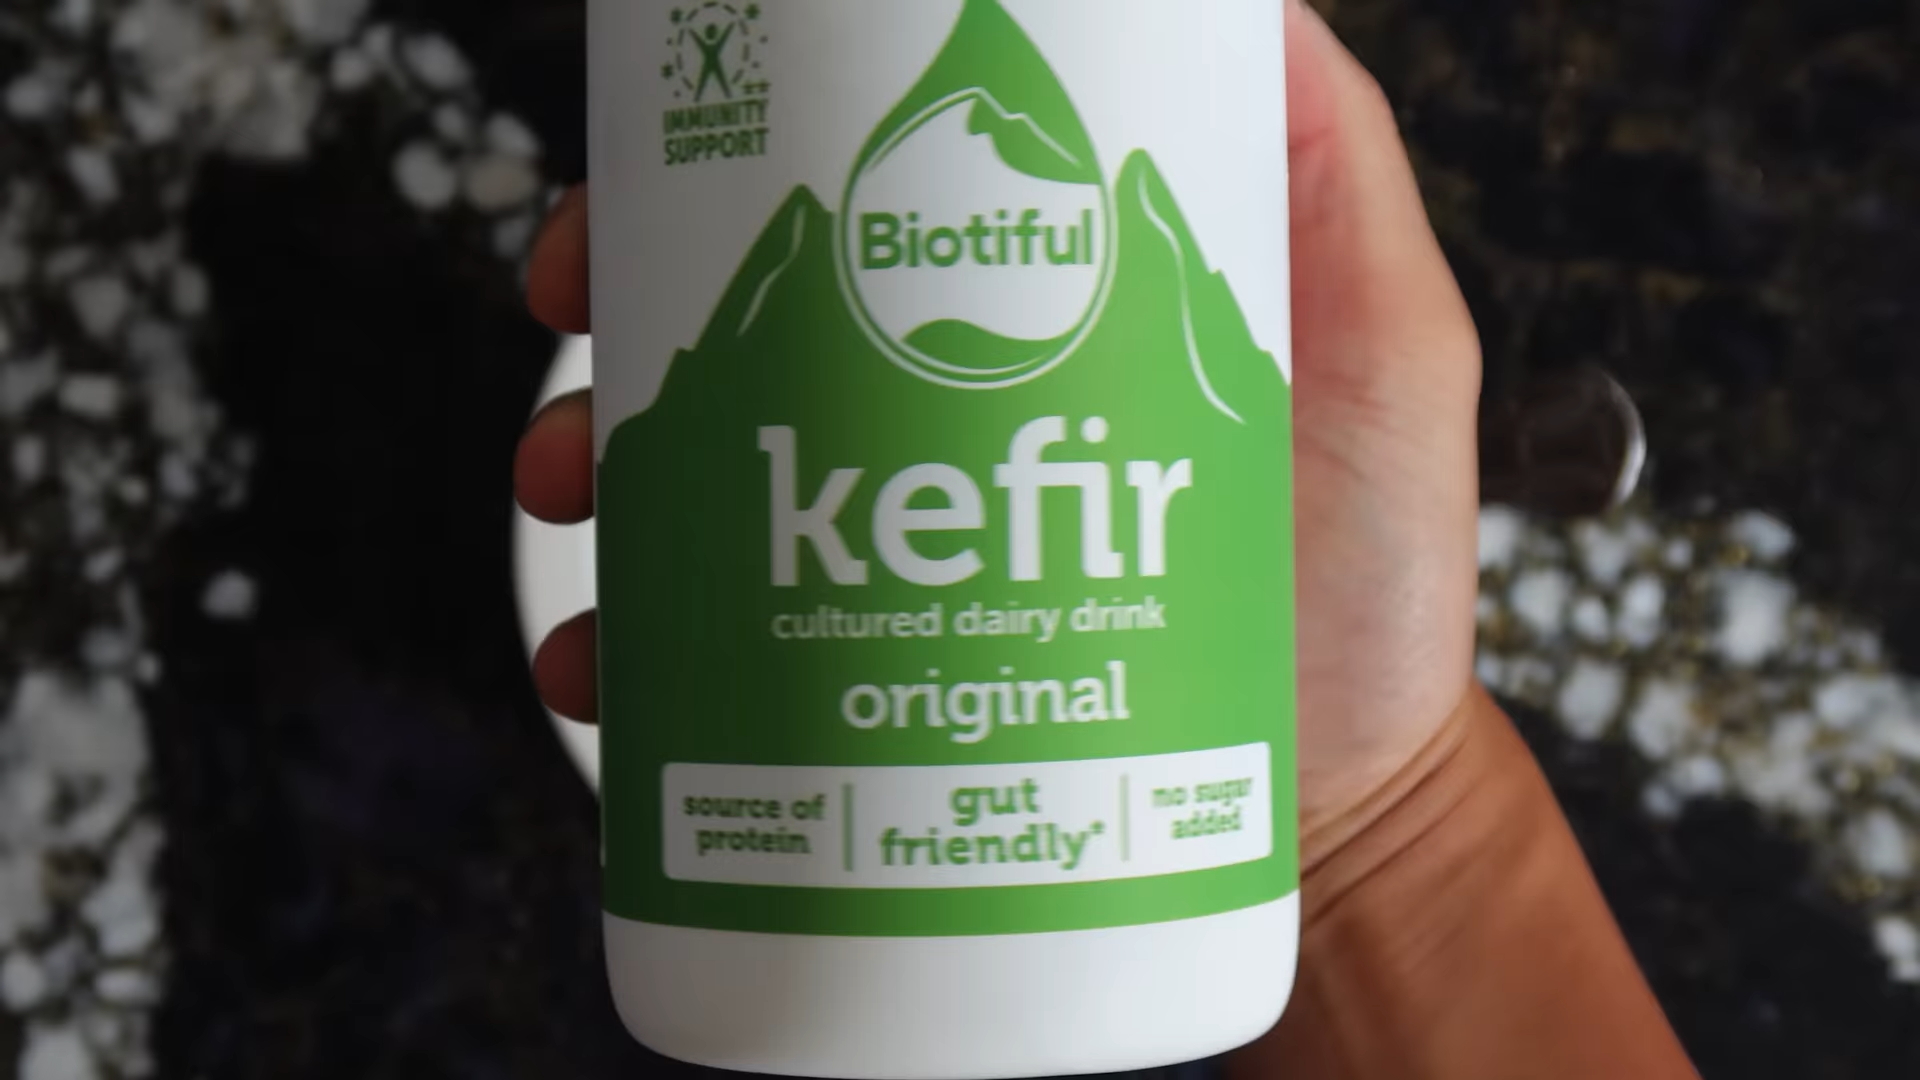 IMMUNITY
SUPPORT
Biotiful
kefir
cultured dairy drink
original
source of
protein
gut
friendly*
no sugar
added